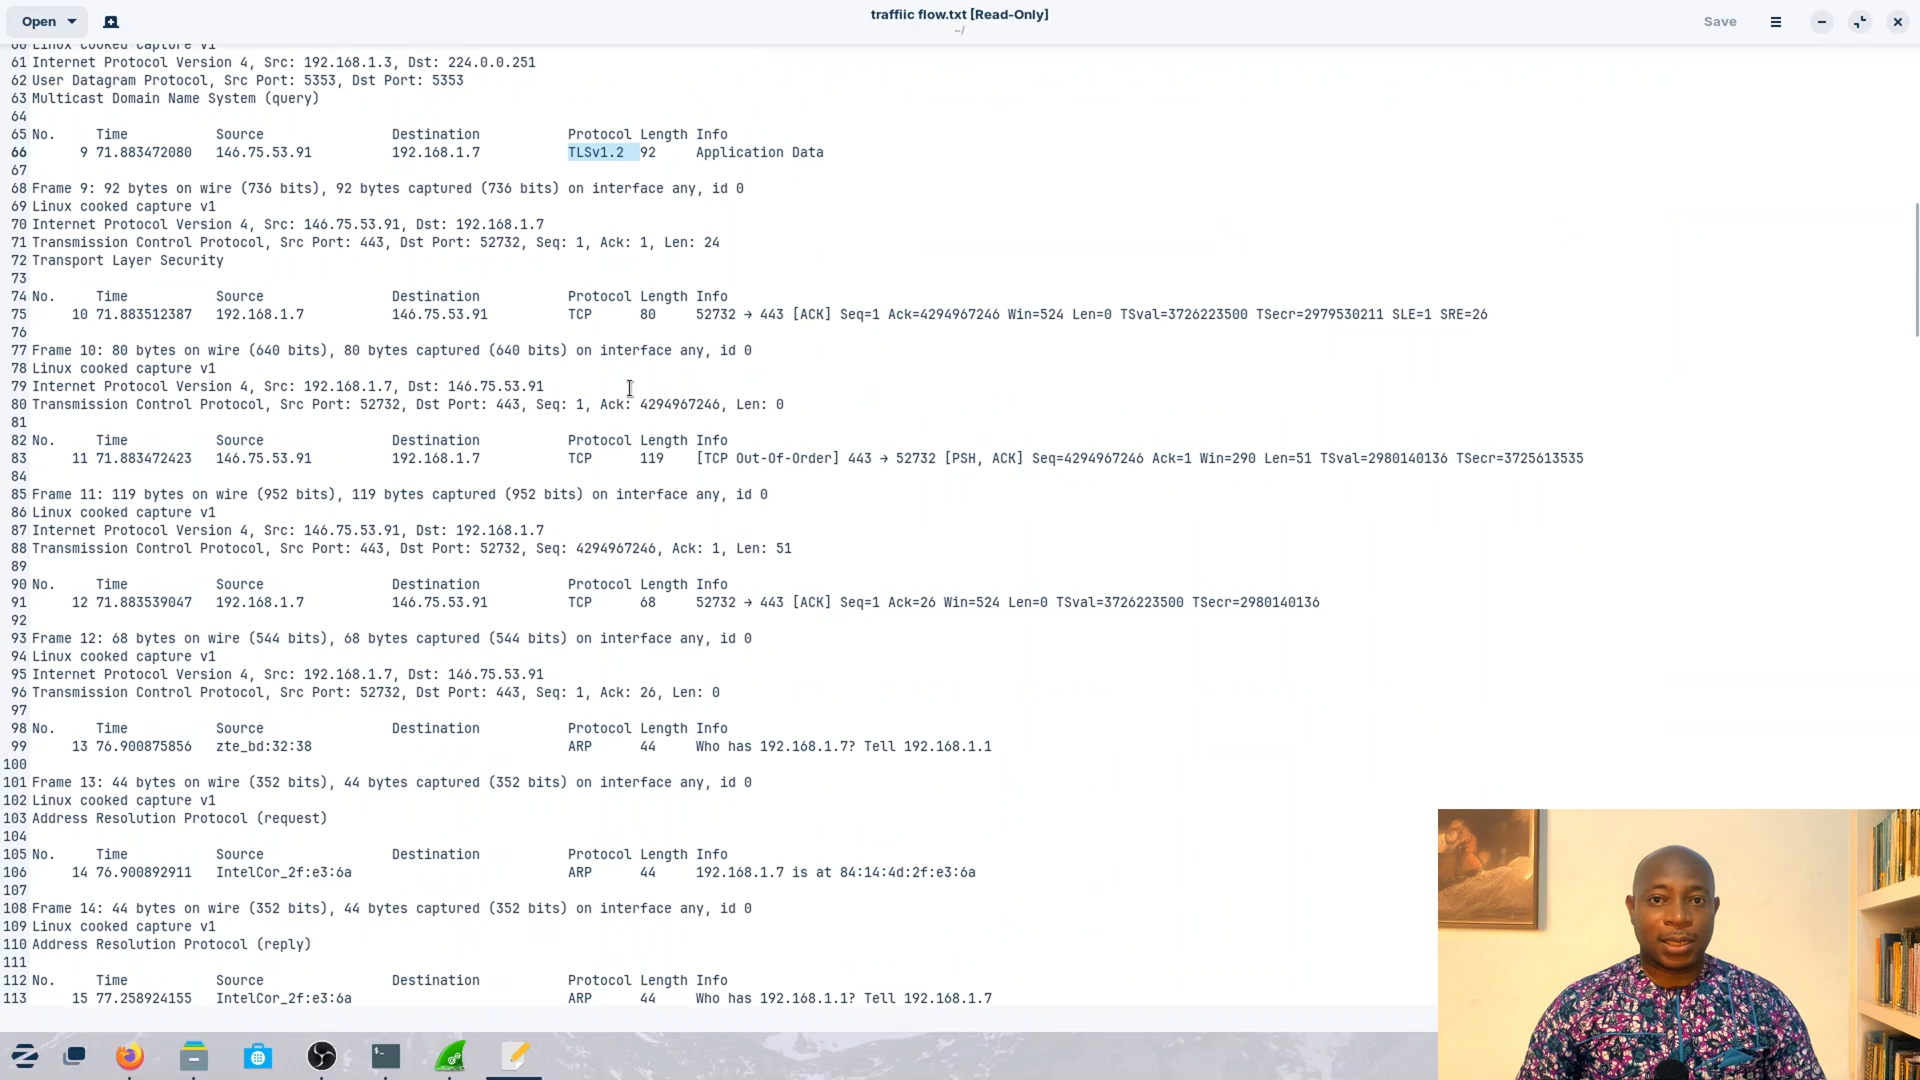 Open
traffiic flow.txt [Read-Only]
~/
Save
60 Linux cooked capture v1
61 Internet Protocol Version 4, Src: 192.168.1.3, Dst: 224.0.0.251
62 User Datagram Protocol, Src Port: 5353, Dst Port: 5353
63 Multicast Domain Name System (query)
64
65 No. Time Source Destination Protocol Length Info
66 9 71.883472080 146.75.53.91 192.168.1.7 TLSv1.2 92 Application Data
67
68 Frame 9: 92 bytes on wire (736 bits), 92 bytes captured (736 bits) on interface any, id 0
69 Linux cooked capture v1
70 Internet Protocol Version 4, Src: 146.75.53.91, Dst: 192.168.1.7
71 Transmission Control Protocol, Src Port: 443, Dst Port: 52732, Seq: 1, Ack: 1, Len: 24
72 Transport Layer Security
73
74 No. Time Source Destination Protocol Length Info
75 10 71.883512387 192.168.1.7 146.75.53.91 TCP 80 52732 → 443 [ACK] Seq=1 Ack=4294967246 Win=524 Len=0 TSval=3726223500 TSecr=2979530211 SLE=1 SRE=26
76
77 Frame 10: 80 bytes on wire (640 bits), 80 bytes captured (640 bits) on interface any, id 0
78 Linux cooked capture v1
79 Internet Protocol Version 4, Src: 192.168.1.7, Dst: 146.75.53.91
80 Transmission Control Protocol, Src Port: 52732, Dst Port: 443, Seq: 1, Ack: 4294967246, Len: 0
81
82 No. Time Source Destination Protocol Length Info
83 11 71.883472423 146.75.53.91 192.168.1.7 TCP 119 [TCP Out-Of-Order] 443 → 52732 [PSH, ACK] Seq=4294967246 Ack=1 Win=290 Len=51 TSval=2980140136 TSecr=3725613535
84
85 Frame 11: 119 bytes on wire (952 bits), 119 bytes captured (952 bits) on interface any, id 0
86 Linux cooked capture v1
87 Internet Protocol Version 4, Src: 146.75.53.91, Dst: 192.168.1.7
88 Transmission Control Protocol, Src Port: 443, Dst Port: 52732, Seq: 4294967246, Ack: 1, Len: 51
89
90 No. Time Source Destination Protocol Length Info
91 12 71.883539047 192.168.1.7 146.75.53.91 TCP 68 52732 → 443 [ACK] Seq=1 Ack=26 Win=524 Len=0 TSval=3726223500 TSecr=2980140136
92
93 Frame 12: 68 bytes on wire (544 bits), 68 bytes captured (544 bits) on interface any, id 0
94 Linux cooked capture v1
95 Internet Protocol Version 4, Src: 192.168.1.7, Dst: 146.75.53.91
96 Transmission Control Protocol, Src Port: 52732, Dst Port: 443, Seq: 1, Ack: 26, Len: 0
97
98 No. Time Source Destination Protocol Length Info
99 13 76.900875856 zte_bd:32:38 ARP 44 Who has 192.168.1.7? Tell 192.168.1.1
100
101 Frame 13: 44 bytes on wire (352 bits), 44 bytes captured (352 bits) on interface any, id 0
102 Linux cooked capture v1
103 Address Resolution Protocol (request)
104
105 No. Time Source Destination Protocol Length Info
106 14 76.900892911 IntelCor_2f:e3:6a ARP 44 192.168.1.7 is at 84:14:4d:2f:e3:6a
107
108 Frame 14: 44 bytes on wire (352 bits), 44 bytes captured (352 bits) on interface any, id 0
109 Linux cooked capture v1
110 Address Resolution Protocol (reply)
111
112 No. Time Source Destination Protocol Length Info
113 15 77.258924155 IntelCor_2f:e3:6a ARP 44 Who has 192.168.1.1? Tell 192.168.1.7